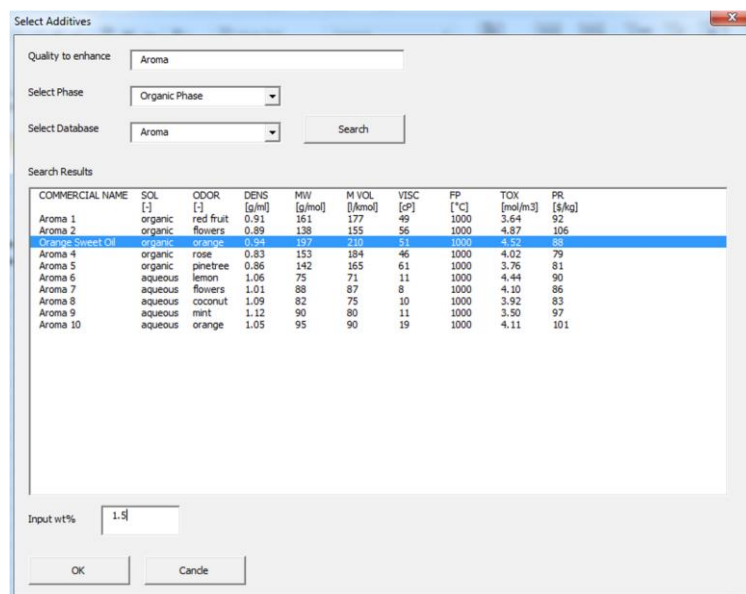 Select Additives
Quality to enhance Aroma
Select Phase Organic Phase
Select Database Aroma Search
Search Results
COMMERCIAL NAME SOL ODOR DENS MW M VOL VISC FP TOX PR
[-] [-] [g/ml] [g/mol] [l/kmol] [cP] [°C] [mol/m3] [$/kg]
Aroma 1 organic red fruit 0.91 161 177 49 1000 3.64 92
Aroma 2 organic flowers 0.89 138 155 56 1000 4.87 106
Orange Sweet Oil organic orange 0.94 197 210 51 1000 4.52 88
Aroma 4 organic rose 0.83 153 184 46 1000 4.02 79
Aroma 5 organic pinetree 0.86 142 165 61 1000 3.76 81
Aroma 6 aqueous lemon 1.06 75 71 11 1000 4.44 90
Aroma 7 aqueous flowers 1.01 88 87 8 1000 4.10 86
Aroma 8 aqueous coconut 1.09 82 75 10 1000 3.92 83
Aroma 9 aqueous mint 1.12 90 80 11 1000 3.50 97
Aroma 10 aqueous orange 1.05 95 90 19 1000 4.11 101
Input wt% 1.5
OK Cancle